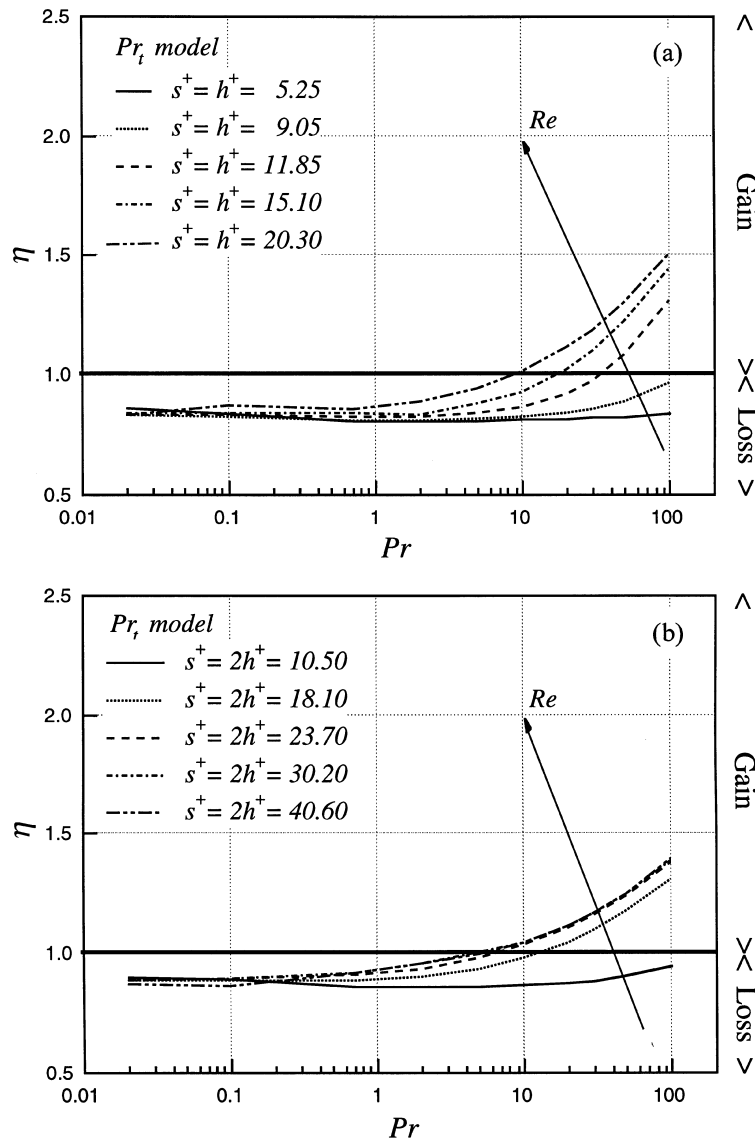 2.5
Pr_t model
(a)
s^+ = h^+ = 5.25
s^+ = h^+ = 9.05
s^+ = h^+ = 11.85
s^+ = h^+ = 15.10
s^+ = h^+ = 20.30
Re
2.0
η
1.5
1.0
0.5
0.01
0.1
1
10
100
Pr
< Gain >
< Loss >
2.5
Pr_t model
(b)
s^+ = 2h^+ = 10.50
s^+ = 2h^+ = 18.10
s^+ = 2h^+ = 23.70
s^+ = 2h^+ = 30.20
s^+ = 2h^+ = 40.60
Re
2.0
η
1.5
1.0
0.5
0.01
0.1
1
10
100
Pr
< Gain >
< Loss >